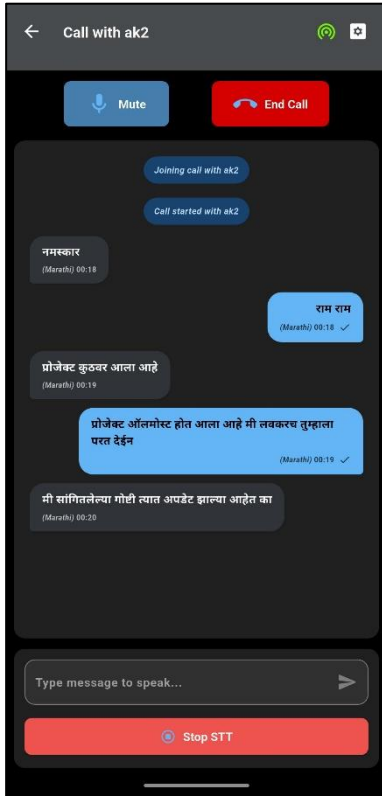 Call with ak2
Mute
End Call
Joining call with ak2
Call started with ak2
नमस्कार
(Marathi) 00:18
राम राम
(Marathi) 00:18
प्रोजेक्ट कुठवर आला आहे
(Marathi) 00:19
प्रोजेक्ट ऑलमोस्ट होत आला आहे मी लवकरच तुम्हाला
परत देईन
(Marathi) 00:19
मी सांगितलेल्या गोष्टी त्यात अपडेट झाल्या आहेत का
(Marathi) 00:20
Type message to speak...
Stop STT